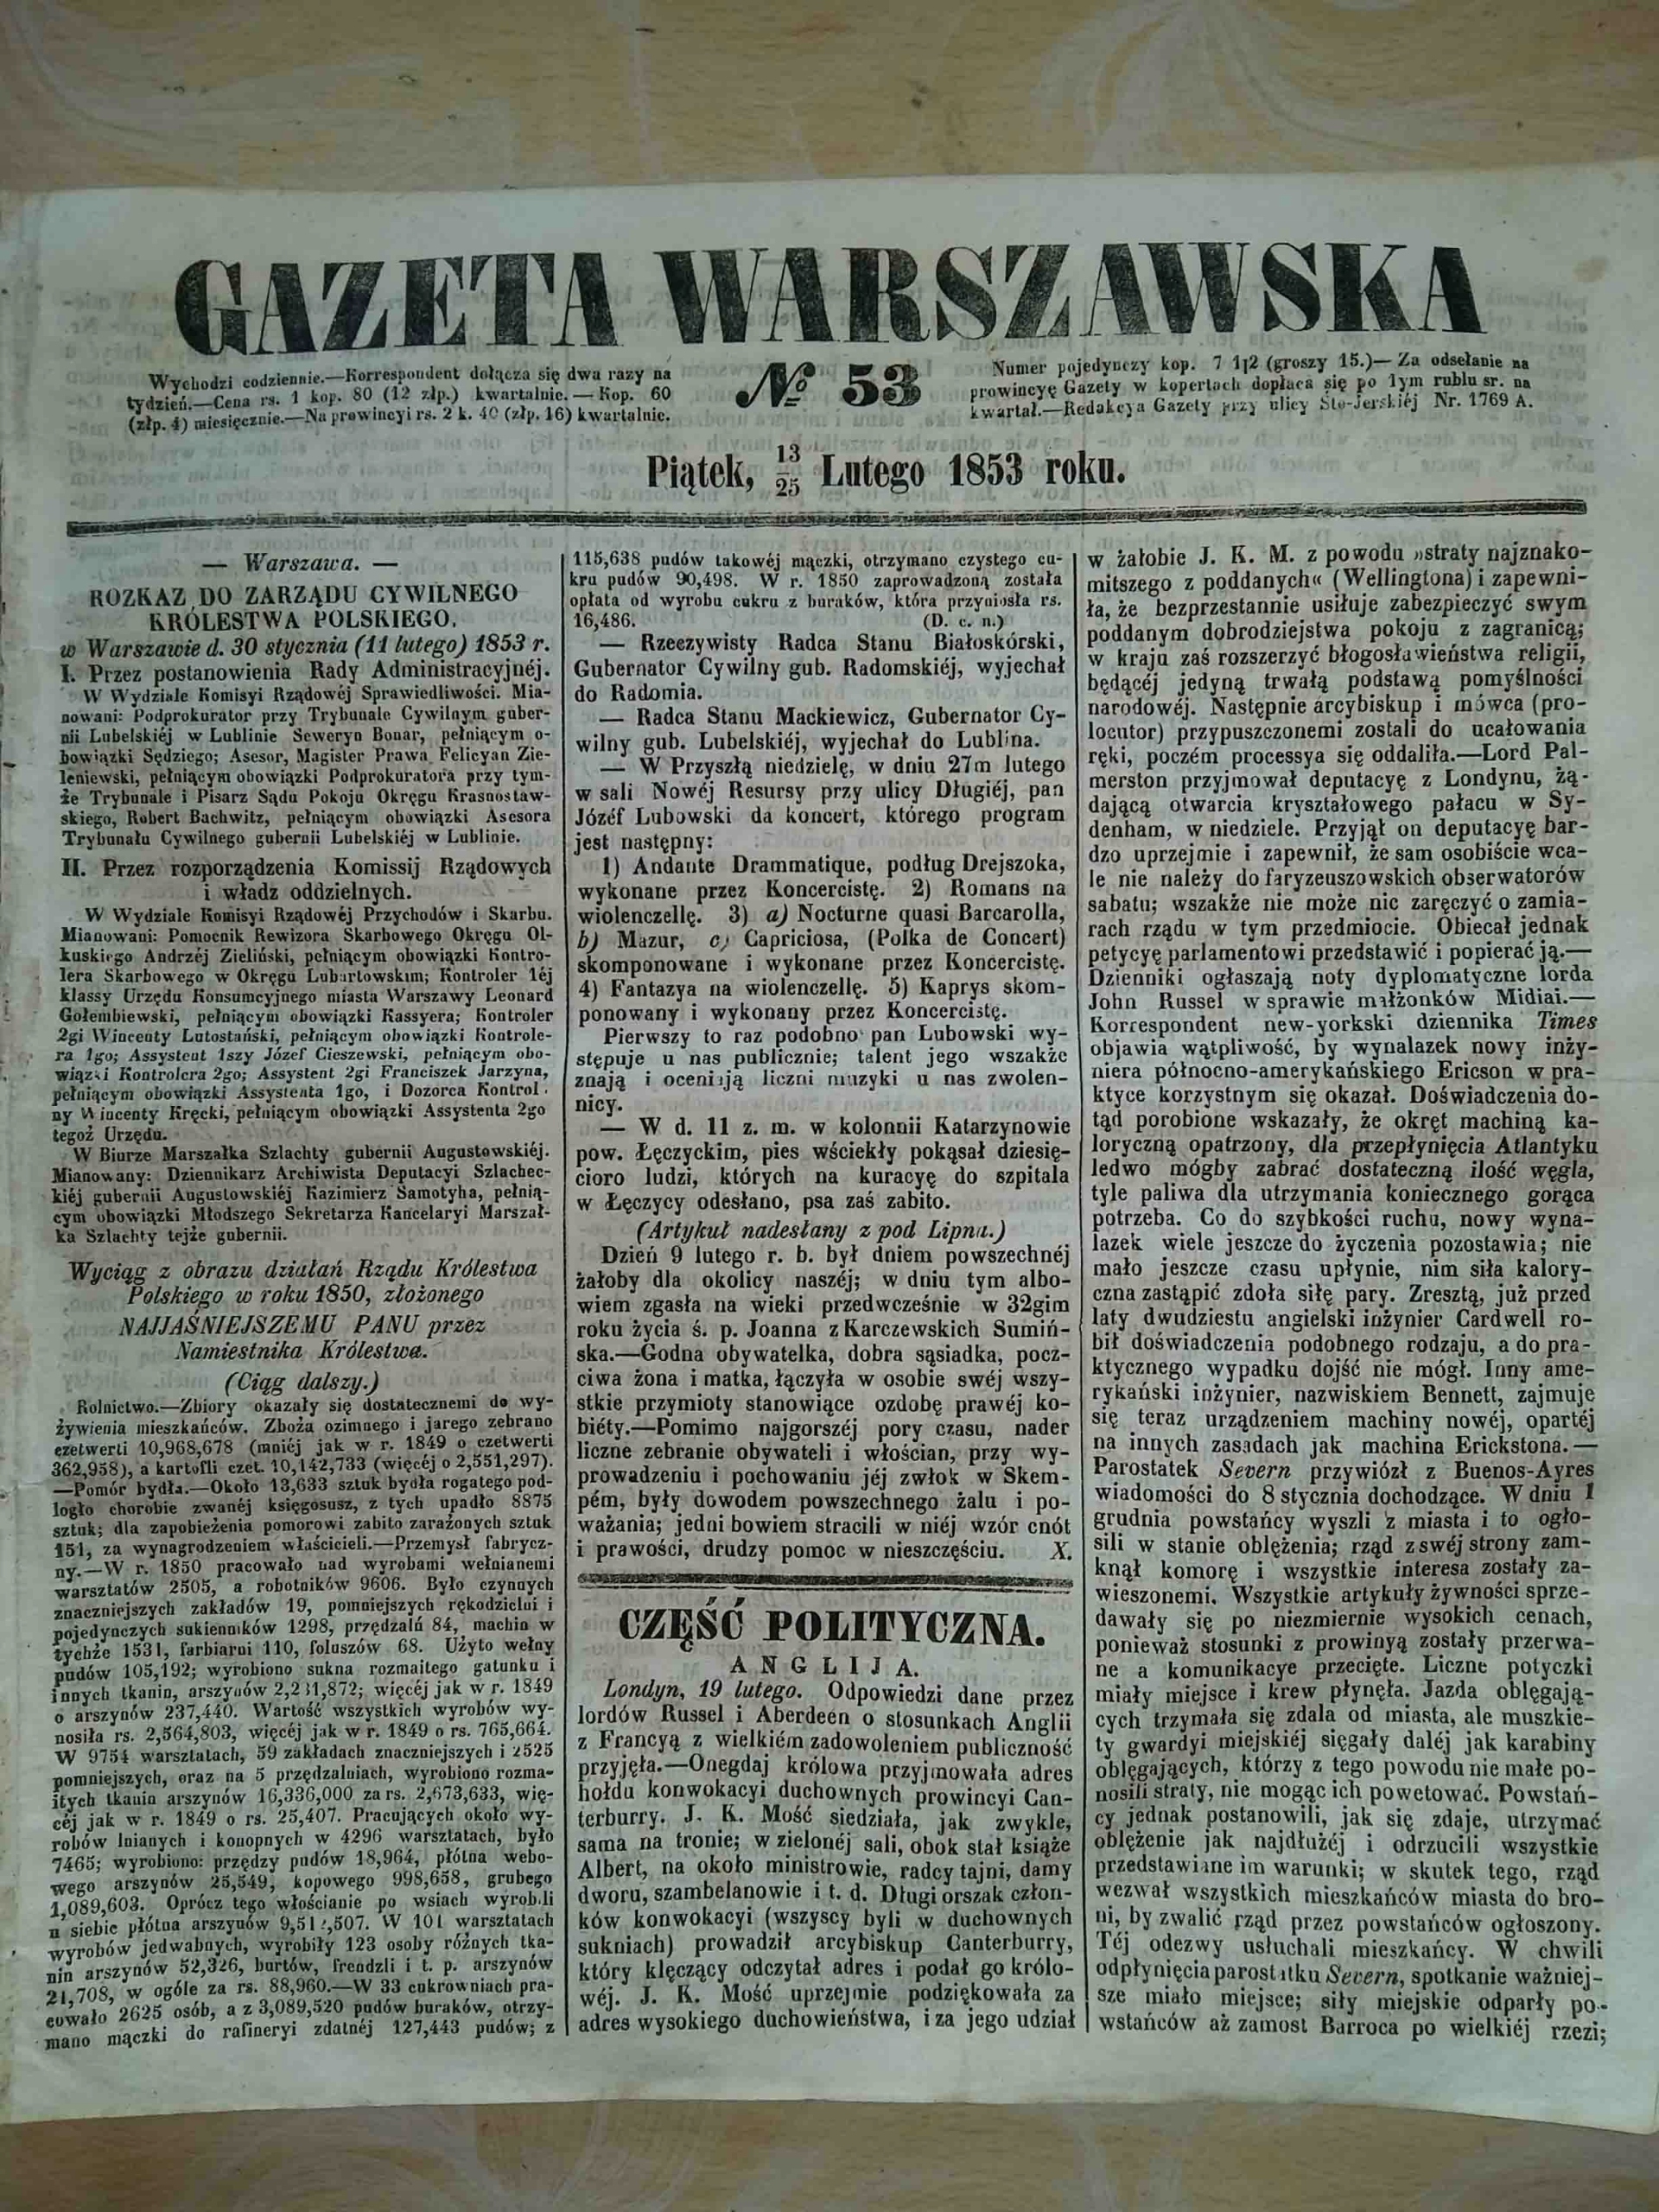 GAZETA WARSZAWSKA
Wychodzi codziennie.—Korrespondent dołącza się dwa razy na
tydzień.—Cena rs. 1 kop. 80 (12 złp.) kwartalnie.—Kop. 60
(złp. 4) miesięcznie.—Na prowincyi rs. 2 k. 40 (złp. 16) kwartalnie.
№ 53
Numer pojedynczy kop. 7 1|2 (groszy 15.)—Za odsełanie na
prowincyę Gazety w kopertach dopłaca się po 1ym rublu sr. na
kwartał.—Redakcya Gazety przy ulicy Sto-Jerskiéj Nr. 1769 A.
Piątek, 13/25 Lutego 1853 roku.
— Warszawa. —
ROZKAZ DO ZARZĄDU CYWILNEGO
KRÓLESTWA POLSKIEGO.
w Warszawie d. 30 stycznia (11 lutego) 1853 r.
I. Przez postanowienia Rady Administracyjnéj.
W Wydziale Komisyi Rządowéj Sprawiedliwości. Mia-
nowani: Podprokurator przy Trybunale Cywilnym guber-
nii Lubelskiéj w Lublinie Seweryn Bonar, pełniącym o-
bowiązki Sędziego; Asesor, Magister Prawa Felicyan Zie-
leniewski, pełniącym obowiązki Podprokuratora przy tym-
że Trybunale i Pisarz Sądu Pokoju Okręgu Krasnostaw-
skiego, Robert Bachwitz, pełniącym obowiązki Asesora
Trybunału Cywilnego gubernii Lubelskiéj w Lublinie.
II. Przez rozporządzenia Komissij Rządowych
i władz oddzielnych.
W Wydziale Komisyi Rządowéj Przychodów i Skarbu.
Mianowani: Pomocnik Rewizora Skarbowego Okręgu Ol-
kuskiego Andrzéj Zieliński, pełniącym obowiązki Kontro-
lera Skarbowego w Okręgu Lubartowskim; Kontroler 1éj
klassy Urzędu Konsumcyjnego miasta Warszawy Leonard
Gołembiewski, pełniącym obowiązki Kassyera; Kontroler
2gi Wincenty Lutostański, pełniącym obowiązki Kontrole-
ra 1go; Assystent 1szy Józef Cieszewski, pełniącym obo-
wiązki Kontrolera 2go; Assystent 2gi Franciszek Jarzyna,
pełniącym obowiązki Assystenta 1go, i Dozorca Kontrol-
ny Wincenty Kręcki, pełniącym obowiązki Assystenta 2go
tegoż Urzędu.
W Biurze Marszałka Szlachty gubernii Augustowskiéj.
Mianowany: Dziennikarz Archiwista Deputacyi Szlachec-
kiéj gubernii Augustowskiéj Kazimierz Samotyha, pełnią-
cym obowiązki Młodszego Sekretarza Kancelaryi Marszał-
ka Szlachty tejże gubernii.
Wyciąg z obrazu działań Rządu Królestwa
Polskiego w roku 1850, złożonego
NAJJAŚNIEJSZEMU PANU przez
Namiestnika Królestwa.
(Ciąg dalszy.)
Rolnictwo.—Zbiory okazały się dostatecznemi do wy-
żywienia mieszkańców. Zboża ozimnego i jarego zebrano
czetwerti 10,968,678 (mniéj jak w r. 1849 o czetwerti
362,958), a kartofli czet. 10,142,733 (więcéj o 2,551,297).
—Pomór bydła.—Około 13,633 sztuk bydła rogatego pod-
legło chorobie zwanéj księgosusz, z tych upadło 8875
sztuk; dla zapobieżenia pomorowi zabito zarażonych sztuk
151, za wynagrodzeniem właścicieli.—Przemysł fabrycz-
ny.—W r. 1850 pracowało nad wyrobami wełnianemi
warsztatów 2505, a robotników 9606. Było czynnych
znaczniejszych zakładów 19, pomniejszych rękodzielni i
pojedynczych sukienników 1298, przędzalń 84, machin w
tychże 1531, farbiarni 110, foluszów 68. Użyto wełny
pudów 105,192; wyrobiono sukna rozmaitego gatunku i
innych tkanin, arszynów 2,2 1,872; więcéj jak w r. 1849
o arszynów 237,440. Wartość wszystkich wyrobów wy-
nosiła rs. 2,564,803, więcéj jak w r. 1849 o rs. 765,664.
W 9754 warsztatach, 59 zakładach znaczniejszych i 2525
pomniejszych, oraz na 5 przędzalniach, wyrobiono rozma-
itych tkanin arszynów 16,336,000 za rs. 2,673,633, wię-
céj jak w r. 1849 o rs. 25,407. Pracujących około wy-
robów lnianych i konopnych w 4296 warsztatach, było
7465; wyrobiono: przędzy pudów 18,964, płótna webo-
wego arszynów 25,549, kopowego 998,658, grubego
1,089,603. Oprócz tego włościanie po wsiach wyrobili
u siebie płótna arszynów 9,51 ,507. W 101 warsztatach
wyrobów jedwabnych, wyrobiły 123 osoby różnych tka-
nin arszynów 52,326, bortów, frendzli i t. p. arszynów
21,708, w ogóle za rs. 88,960.—W 33 cukrowniach pra-
cowało 2625 osób, a z 3,089,520 pudów buraków, otrzy-
mano mączki do rafineryi zdatnéj 127,443 pudów; z
115,638 pudów takowéj mączki, otrzymano czystego cu-
kru pudów 90,498. W r. 1850 zaprowadzoną została
opłata od wyrobu cukru z buraków, która przyniosła rs.
16,486. (D. c. n.)
— Rzeczywisty Radca Stanu Białoskórski,
Gubernator Cywilny gub. Radomskiéj, wyjechał
do Radomia.
— Radca Stanu Mackiewicz, Gubernator Cy-
wilny gub. Lubelskiéj, wyjechał do Lublina.
— W Przyszłą niedzielę, w dniu 27m lutego
w sali Nowéj Resursy przy ulicy Długiéj, pan
Józéf Lubowski da koncert, którego program
jest następny:
1) Andante Drammatique, podług Drejszoka,
wykonane przez Koncercistę. 2) Romans na
wiolenczellę. 3) a) Nocturne quasi Barcarolla,
b) Mazur, c) Capriciosa, (Polka de Concert)
skomponowane i wykonane przez Koncercistę.
4) Fantazya na wiolenczellę. 5) Kaprys skom-
ponowany i wykonany przez Koncercistę.
Pierwszy to raz podobno pan Lubowski wy-
stępuje u nas publicznie; talent jego wszakże
znają i oceniają liczni muzyki u nas zwolen-
nicy.
— W d. 11 z. m. w kolonnii Katarzynowie
pow. Łęczyckim, pies wściekły pokąsał dziesię-
cioro ludzi, których na kuracyę do szpitala
w Łęczycy odesłano, psa zaś zabito.
(Artykuł nadesłany z pod Lipna.)
Dzień 9 lutego r. b. był dniem powszechnéj
żałoby dla okolicy naszéj; w dniu tym albo-
wiem zgasła na wieki przedwcześnie w 32gim
roku życia ś. p. Joanna z Karczewskich Sumiń-
ska.—Godna obywatelka, dobra sąsiadka, pocz-
ciwa żona i matka, łączyła w osobie swéj wszy-
stkie przymioty stanowiące ozdobę prawéj ko-
biéty.—Pomimo najgorszéj pory czasu, nader
liczne zebranie obywateli i włościan, przy wy-
prowadzeniu i pochowaniu jéj zwłok w Skem-
pém, były dowodem powszechnego żalu i po-
ważania; jedni bowiem stracili w niéj wzór cnót
i prawości, drudzy pomoc w nieszczęściu. X.
CZĘŚĆ POLITYCZNA.
ANGLIJA.
Londyn, 19 lutego. Odpowiedzi dane przez
lordów Russel i Aberdeen o stosunkach Anglii
z Francyą z wielkiém zadowoleniem publiczność
przyjęła.—Onegdaj królowa przyjmowała adres
hołdu konwokacyi duchownych prowincyi Can-
terburry. J. K. Mość siedziała, jak zwykle,
sama na tronie; w zielonéj sali, obok stał książe
Albert, na około ministrowie, radcy tajni, damy
dworu, szambelanowie i t. d. Długi orszak człon-
ków konwokacyi (wszyscy byli w duchownych
sukniach) prowadził arcybiskup Canterburry,
który klęczący odczytał adres i podał go królo-
wéj. J. K. Mość uprzejmie podziękowała za
adres wysokiego duchowieństwa, i za jego udział
w żałobie J. K. M. z powodu »straty najznako-
mitszego z poddanych« (Wellingtona) i zapewni-
ła, że bezprzestannie usiłuje zabezpieczyć swym
poddanym dobrodziejstwa pokoju z zagranicą;
w kraju zaś rozszerzyć błogosławieństwa religii,
będącéj jedyną trwałą podstawą pomyślności
narodowéj. Następnie arcybiskup i mówca (pro-
locutor) przypuszczonemi zostali do ucałowania
ręki, poczém processya się oddaliła.—Lord Pal-
merston przyjmował deputacyę z Londynu, żą-
dającą otwarcia kryształowego pałacu w Sy-
denham, w niedziele. Przyjął on deputacyę bar-
dzo uprzejmie i zapewnił, że sam osobiście wca-
le nie należy do faryzeuszowskich obserwatorów
sabatu; wszakże nie może nic zaręczyć o zamia-
rach rządu w tym przedmiocie. Obiecał jednak
petycyę parlamentowi przedstawić i popierać ją.—
Dzienniki ogłaszają noty dyplomatyczne lorda
John Russel w sprawie małżonków Midiai.—
Korrespondent new-yorkski dziennika Times
objawia wątpliwość, by wynalazek nowy inży-
niera północno-amerykańskiego Ericson w pra-
ktyce korzystnym się okazał. Doświadczenia do-
tąd porobione wskazały, że okręt machiną ka-
loryczną opatrzony, dla przepłynięcia Atlantyku
ledwo mógby zabrać dostateczną ilość węgla,
tyle paliwa dla utrzymania koniecznego gorąca
potrzeba. Co do szybkości ruchu, nowy wyna-
lazek wiele jeszcze do życzenia pozostawia; nie
mało jeszcze czasu upłynie, nim siła kalory-
czna zastąpić zdoła siłę pary. Zresztą, już przed
laty dwudziestu angielski inżynier Cardwell ro-
bił doświadczenia podobnego rodzaju, a do pra-
ktycznego wypadku dojść nie mógł. Inny ame-
rykański inżynier, nazwiskiem Bennett, zajmuje
się teraz urządzeniem machiny nowéj, opartéj
na innych zasadach jak machina Erickstona.—
Parostatek Severn przywiózł z Buenos-Ayres
wiadomości do 8 stycznia dochodzące. W dniu 1
grudnia powstańcy wyszli z miasta i to ogło-
sili w stanie oblężenia; rząd z swéj strony zam-
knął komorę i wszystkie interesa zostały za-
wieszonemi. Wszystkie artykuły żywności sprze-
dawały się po niezmiernie wysokich cenach,
ponieważ stosunki z prowinyą zostały przerwa-
ne a komunikacye przecięte. Liczne potyczki
miały miejsce i krew płynęła. Jazda oblęgają-
cych trzymała się zdala od miasta, ale muszkie-
ty gwardyi miejskiéj sięgały daléj jak karabiny
oblęgających, którzy z tego powodu nie małe po-
nosili straty, nie mogąc ich powetować. Powstań-
cy jednak postanowili, jak się zdaje, utrzymać
oblężenie jak najdłużéj i odrzucili wszystkie
przedstawiane im warunki; w skutek tego, rząd
wezwał wszystkich mieszkańców miasta do bro-
ni, by zwalić rząd przez powstańców ogłoszony.
Téj odezwy usłuchali mieszkańcy. W chwili
odpłynięcia parostatku Severn, spotkanie ważniej-
sze miało miejsce; siły miejskie odparły po-
wstańców aż zamost Barroca po wielkiéj rzezi;